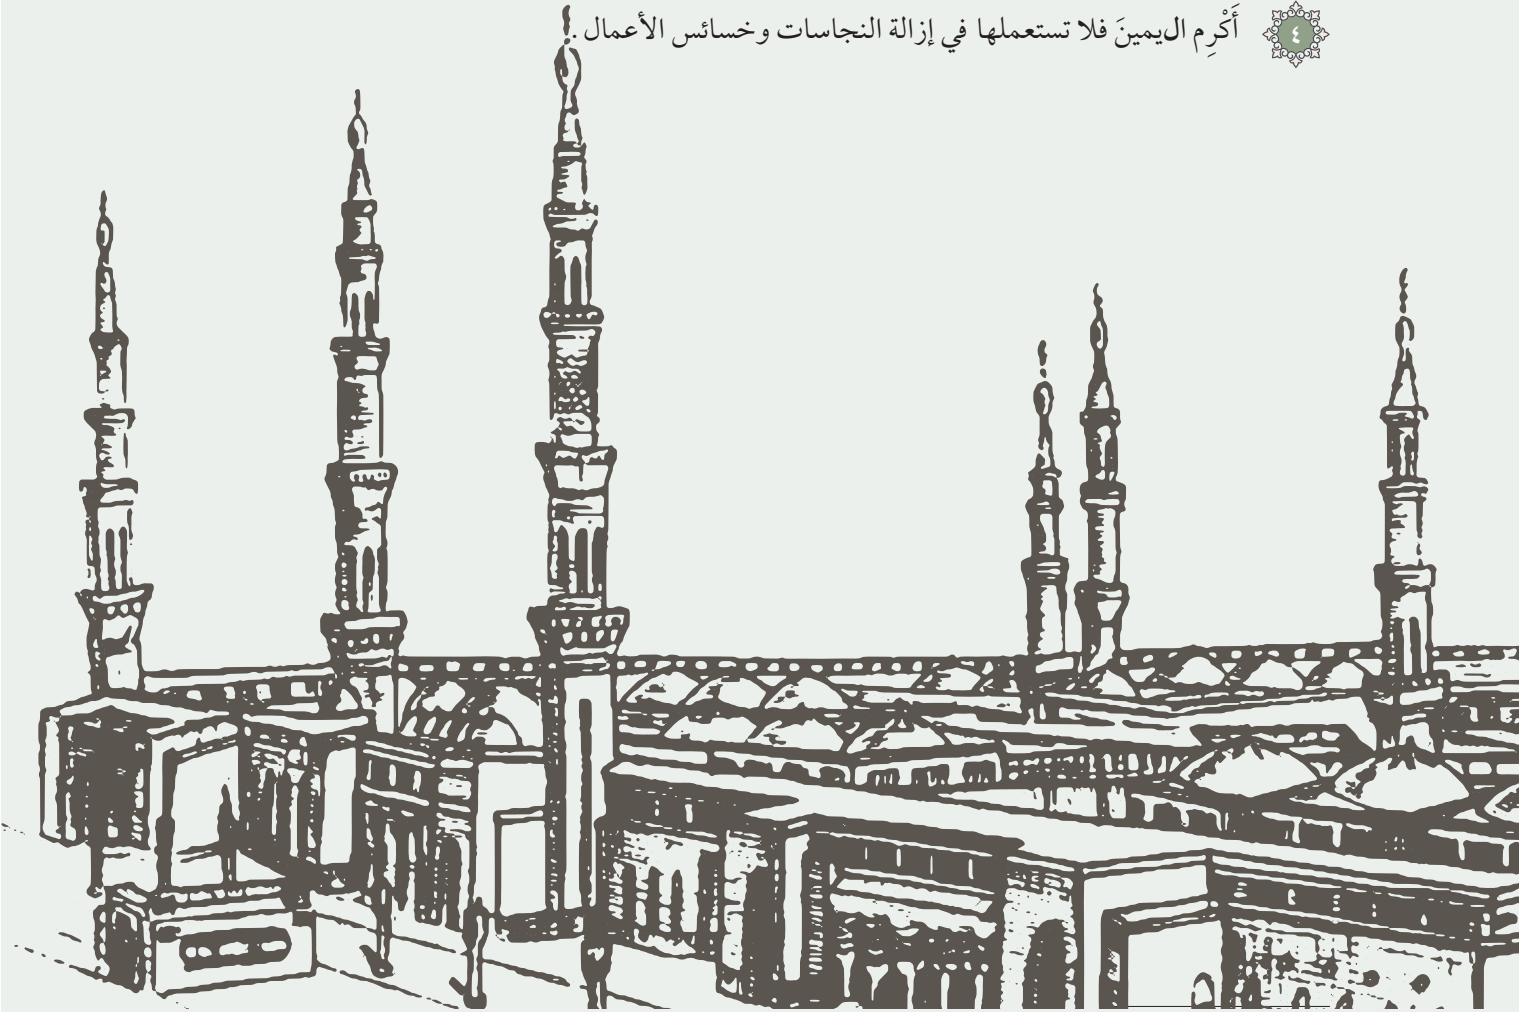 ٤ أَكْرِم اليمينَ فلا تستعملها في إزالة النجاسات وخسائس الأعمال .